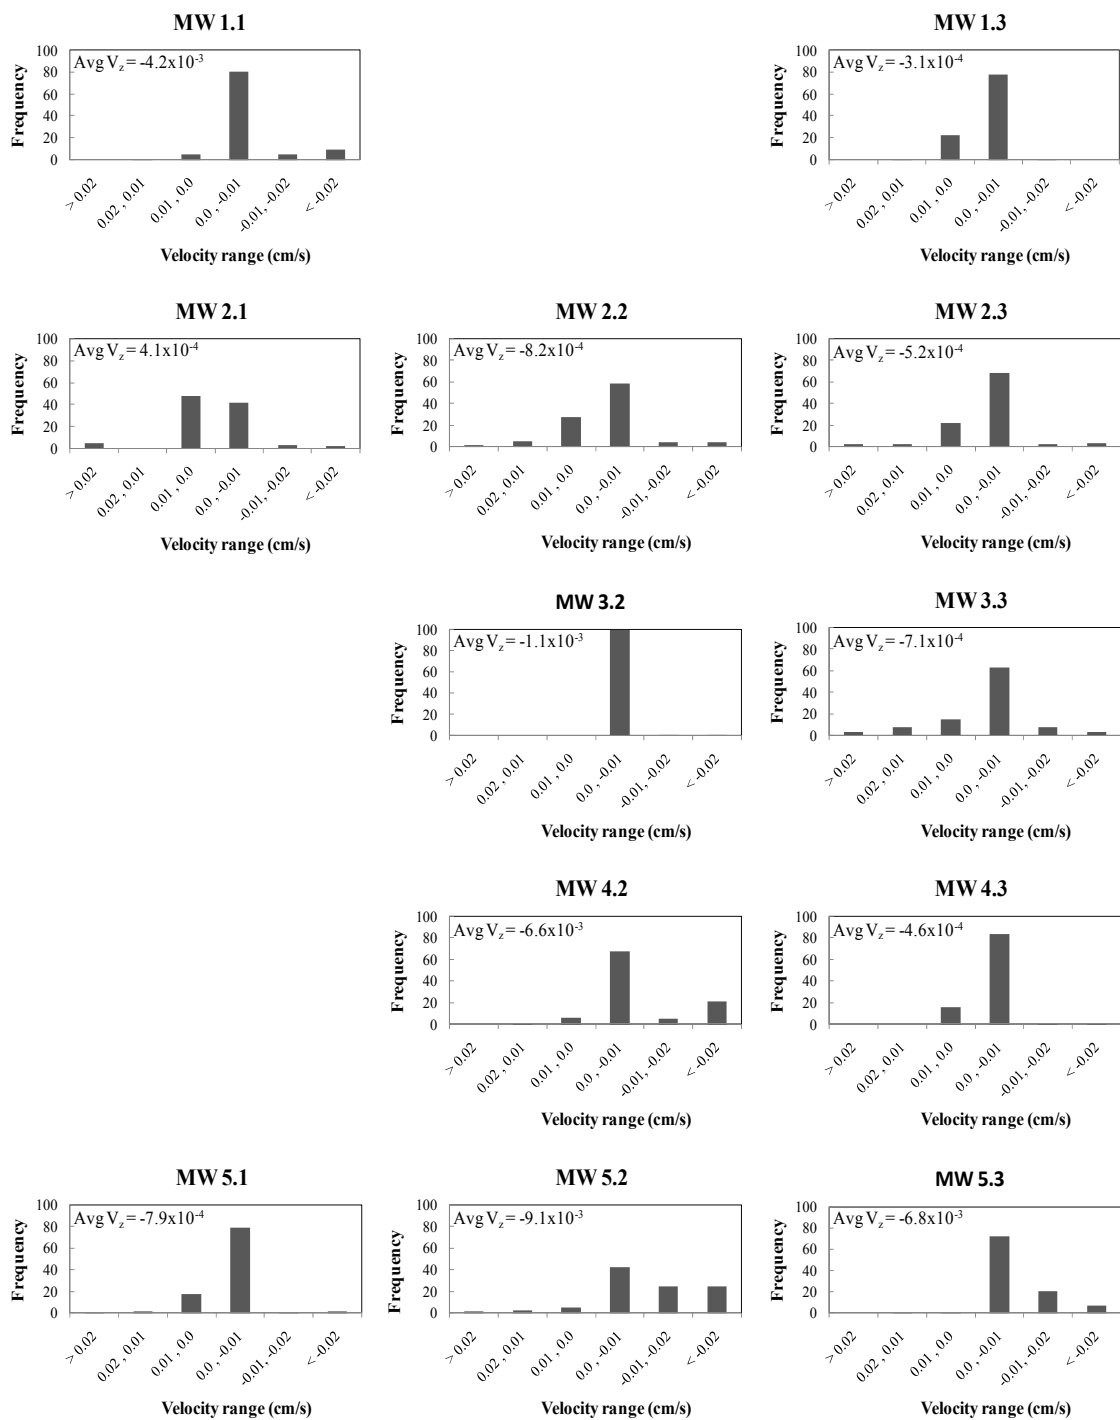 MW 1.1
Avg Vz = -4.2x10-3
Frequency
100
80
60
40
20
0
> 0.02
0.02 , 0.01
0.01 , 0.0
0.0, -0.01
-0.01, -0.02
< -0.02
Velocity range (cm/s)
MW 1.3
Avg Vz = -3.1x10-4
Frequency
100
80
60
40
20
0
> 0.02
0.02 , 0.01
0.01 , 0.0
0.0, -0.01
-0.01, -0.02
< -0.02
Velocity range (cm/s)
MW 2.1
Avg Vz = 4.1x10-4
Frequency
100
80
60
40
20
0
> 0.02
0.02 , 0.01
0.01 , 0.0
0.0, -0.01
-0.01, -0.02
< -0.02
Velocity range (cm/s)
MW 2.2
Avg Vz = -8.2x10-4
Frequency
100
80
60
40
20
0
> 0.02
0.02 , 0.01
0.01 , 0.0
0.0, -0.01
-0.01, -0.02
< -0.02
Velocity range (cm/s)
MW 2.3
Avg Vz = -5.2x10-4
Frequency
100
80
60
40
20
0
> 0.02
0.02 , 0.01
0.01 , 0.0
0.0, -0.01
-0.01, -0.02
< -0.02
Velocity range (cm/s)
MW 3.2
Avg Vz = -1.1x10-3
Frequency
100
80
60
40
20
0
> 0.02
0.02 , 0.01
0.01 , 0.0
0.0, -0.01
-0.01, -0.02
< -0.02
Velocity range (cm/s)
MW 3.3
Avg Vz = -7.1x10-4
Frequency
100
80
60
40
20
0
> 0.02
0.02 , 0.01
0.01 , 0.0
0.0, -0.01
-0.01, -0.02
< -0.02
Velocity range (cm/s)
MW 4.2
Avg Vz = -6.6x10-3
Frequency
100
80
60
40
20
0
> 0.02
0.02 , 0.01
0.01 , 0.0
0.0, -0.01
-0.01, -0.02
< -0.02
Velocity range (cm/s)
MW 4.3
Avg Vz = -4.6x10-4
Frequency
100
80
60
40
20
0
> 0.02
0.02 , 0.01
0.01 , 0.0
0.0, -0.01
-0.01, -0.02
< -0.02
Velocity range (cm/s)
MW 5.1
Avg Vz = -7.9x10-4
Frequency
100
80
60
40
20
0
> 0.02
0.02 , 0.01
0.01 , 0.0
0.0, -0.01
-0.01, -0.02
< -0.02
Velocity range (cm/s)
MW 5.2
Avg Vz = -9.1x10-3
Frequency
100
80
60
40
20
0
> 0.02
0.02 , 0.01
0.01 , 0.0
0.0, -0.01
-0.01, -0.02
< -0.02
Velocity range (cm/s)
MW 5.3
Avg Vz = -6.8x10-3
Frequency
100
80
60
40
20
0
> 0.02
0.02 , 0.01
0.01 , 0.0
0.0, -0.01
-0.01, -0.02
< -0.02
Velocity range (cm/s)